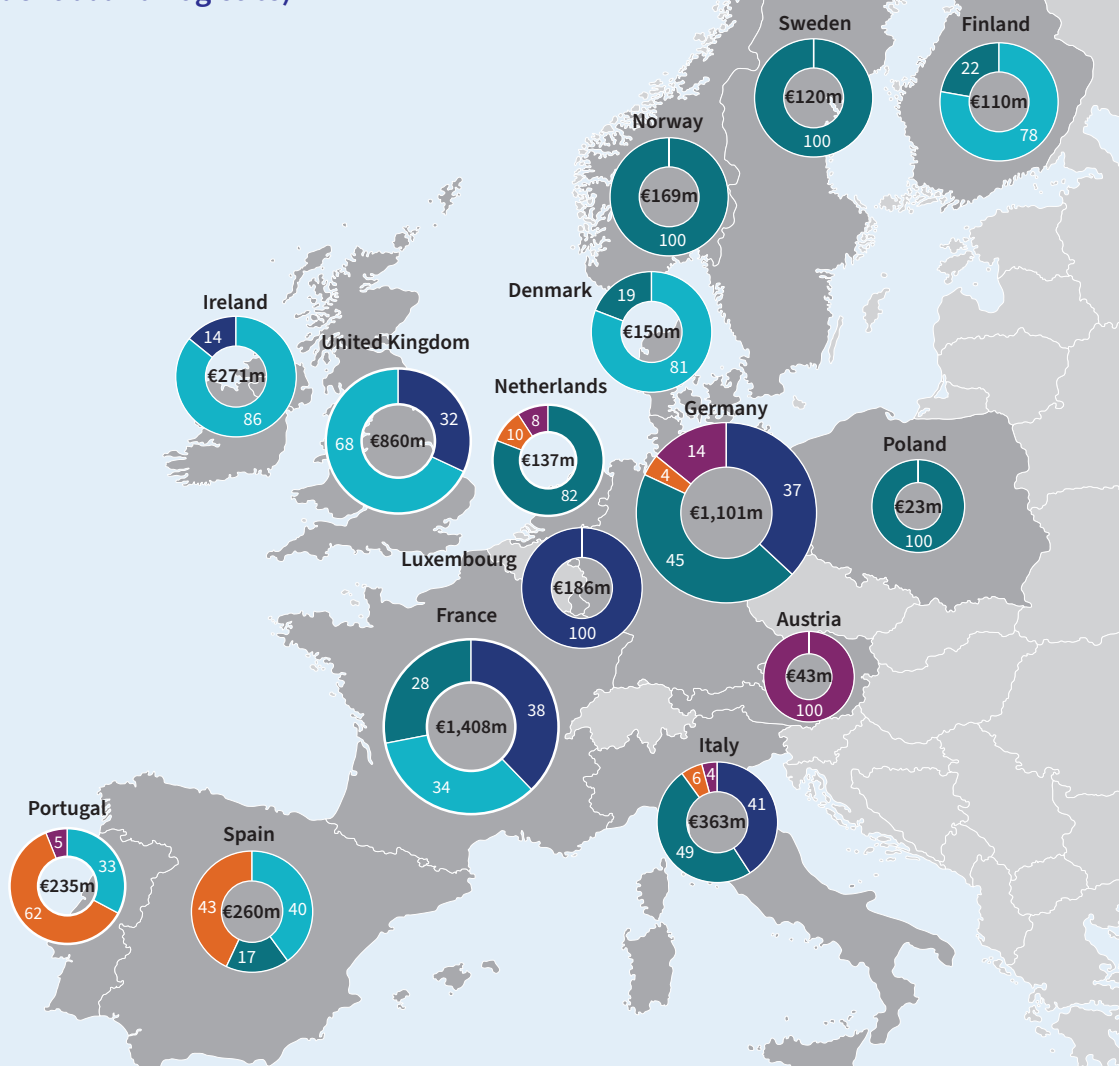 Sweden
€120m
100
Finland
22
€110m
78
Norway
€169m
100
Denmark
19
€150m
81
Ireland
14
€271m
86
United Kingdom
32
€860m
68
Netherlands
8
10
€137m
82
Germany
14
4
37
€1,101m
45
Poland
€23m
100
Luxembourg
€186m
100
France
28
38
€1,408m
34
Austria
€43m
100
Italy
6 4
41
€363m
49
Portugal
5
33
€235m
62
Spain
43
€260m
40
17